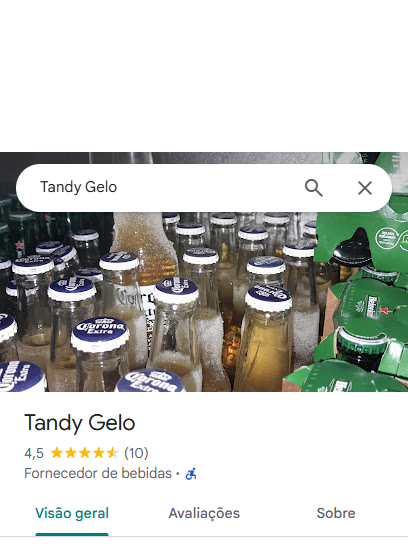 Tandy Gelo
Corona
Extra
Corona
Extra
Corona
Extra
Heineken
Tandy Gelo
4,5 (10)
Fornecedor de bebidas ·
Visão geral
Avaliações
Sobre